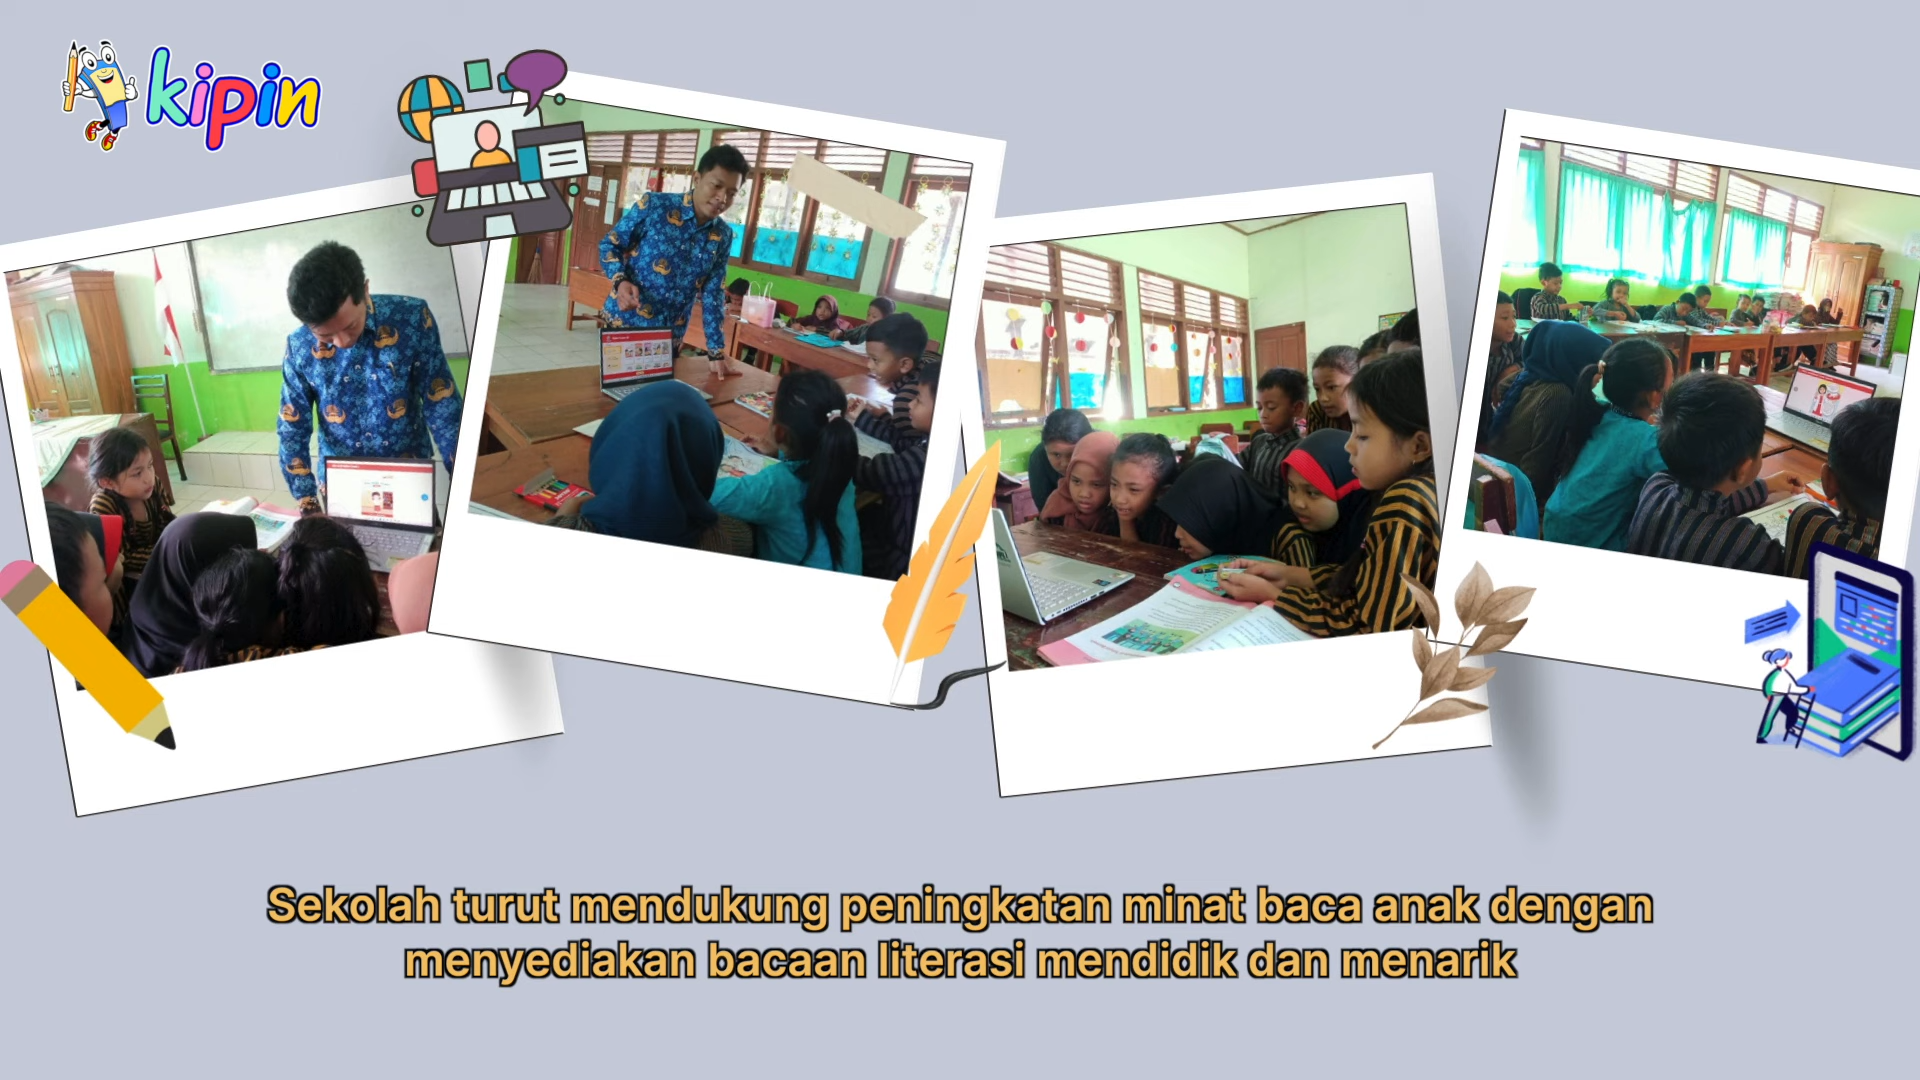 kipin
Sekolah turut mendukung peningkatan minat baca anak dengan
menyediakan bacaan literasi mendidik dan menarik